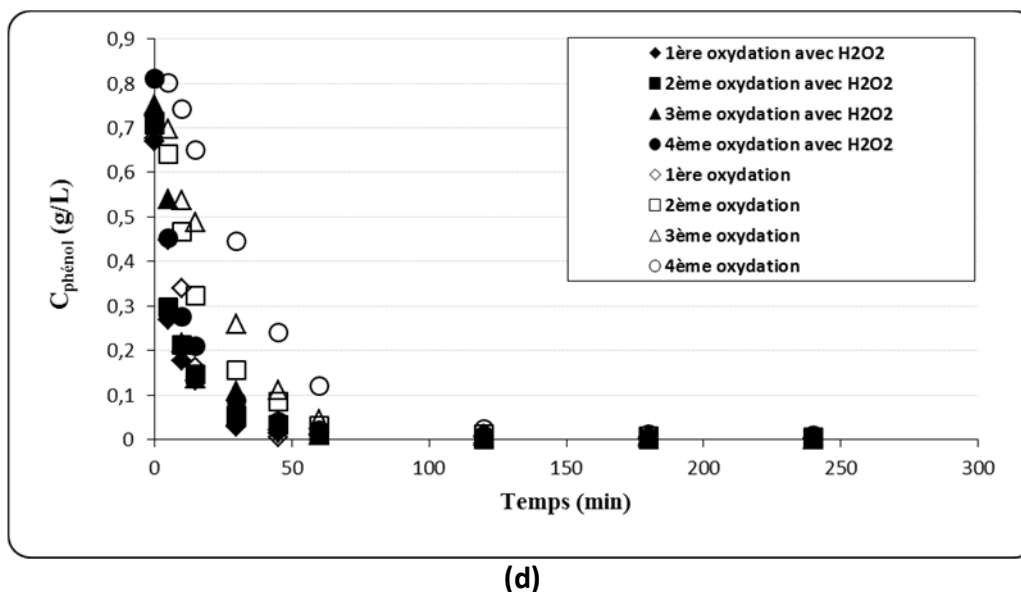 0,9
0,8
0,7
0,6
0,5
0,4
0,3
0,2
0,1
0
C phénol (g/L)
1ère oxydation avec H2O2
2ème oxydation avec H2O2
3ème oxydation avec H2O2
4ème oxydation avec H2O2
1ère oxydation
2ème oxydation
3ème oxydation
4ème oxydation
0 50 100 150 200 250 300
Temps (min)
(d)